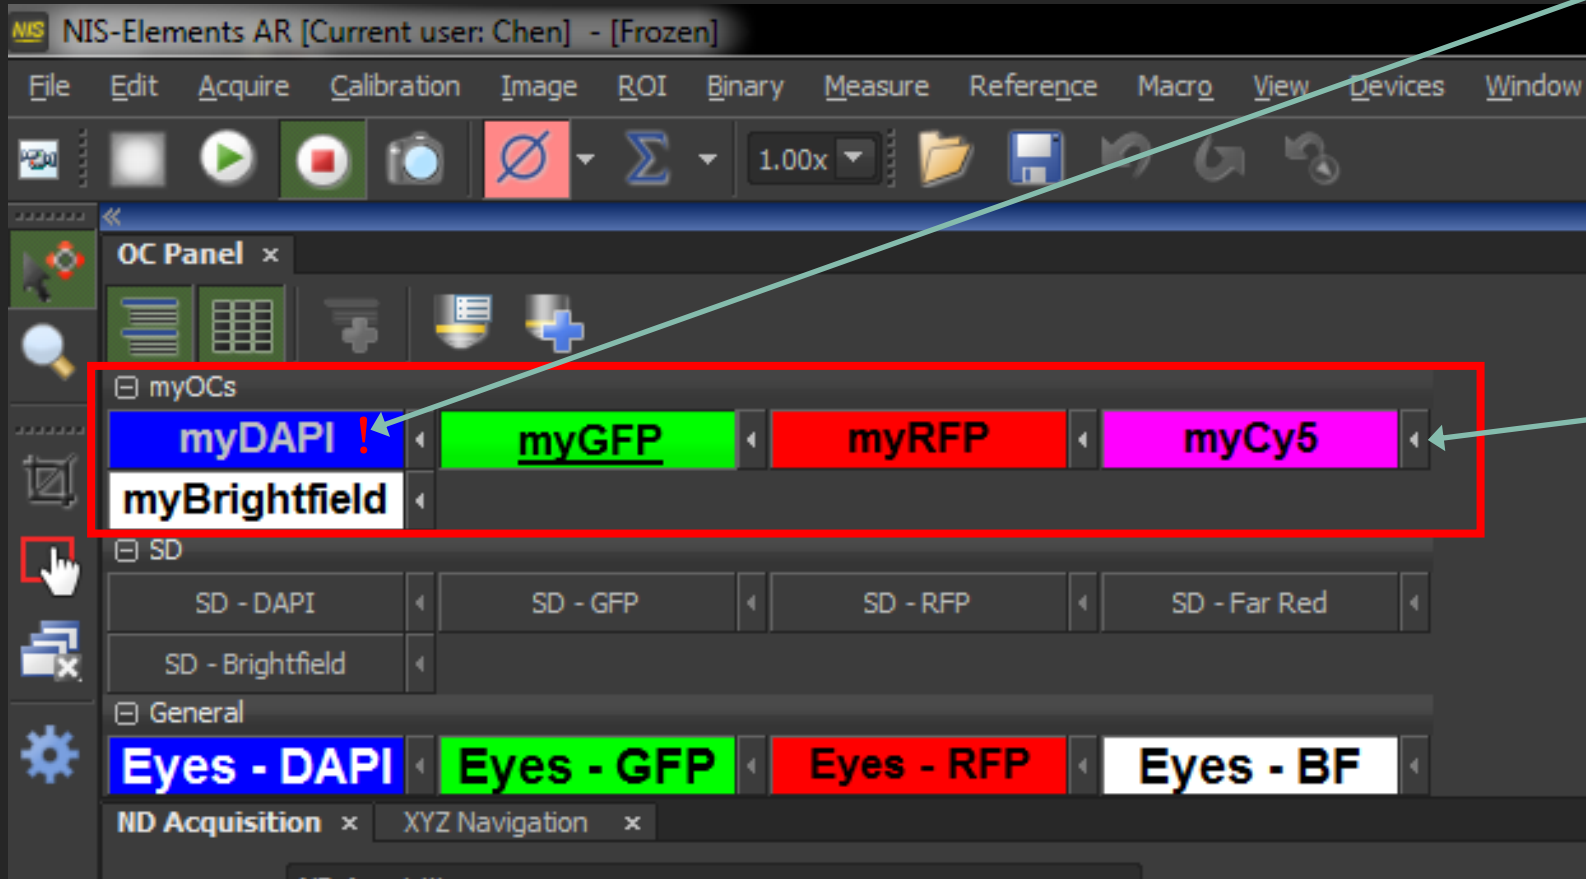 NIS NIS-Elements AR [Current user: Chen] - [Frozen]
File Edit Acquire Calibration Image ROI Binary Measure Reference Macro View Devices Window
1.00x
OC Panel ×
myOCs
myDAPI ! myGFP myRFP myCy5
myBrightfield
SD
SD - DAPI SD - GFP SD - RFP SD - Far Red
SD - Brightfield
General
Eyes - DAPI Eyes - GFP Eyes - RFP Eyes - BF
ND Acquisition × XYZ Navigation ×